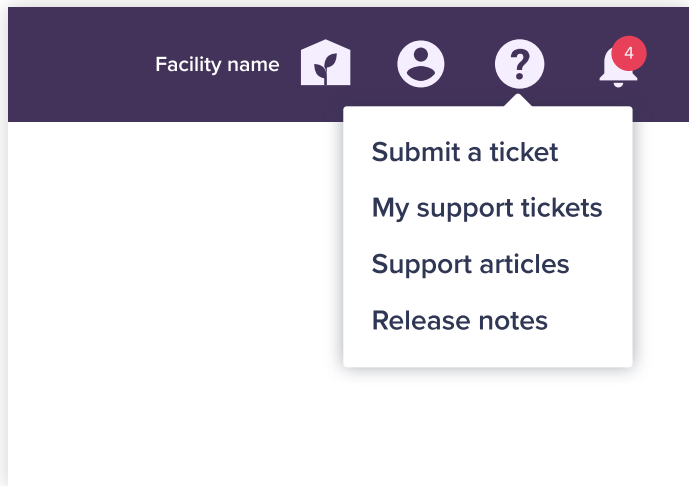 Facility name
?
4
Submit a ticket
My support tickets
Support articles
Release notes